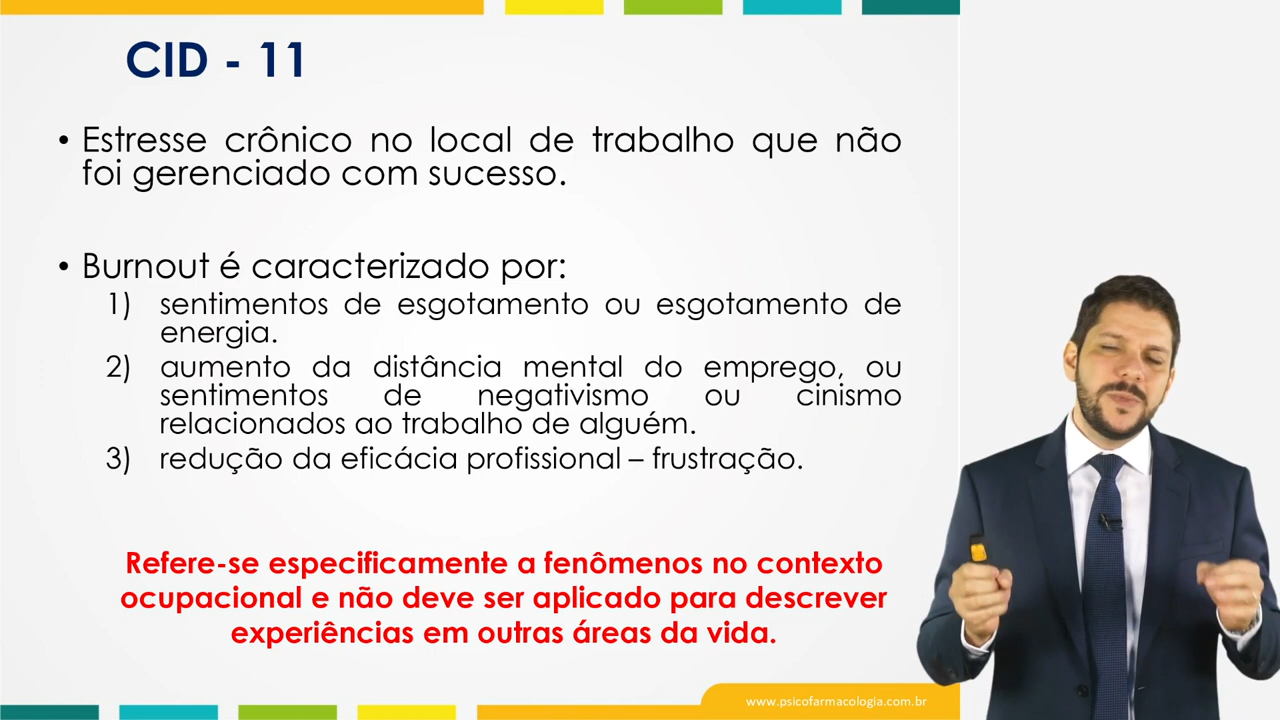 CID - 11
• Estresse crônico no local de trabalho que não
foi gerenciado com sucesso.
• Burnout é caracterizado por:
1) sentimentos de esgotamento ou esgotamento de
energia.
2) aumento da distância mental do emprego, ou
sentimentos de negativismo ou cinismo
relacionados ao trabalho de alguém.
3) redução da eficácia profissional – frustração.
Refere-se especificamente a fenômenos no contexto
ocupacional e não deve ser aplicado para descrever
experiências em outras áreas da vida.
www.psicofarmacologia.com.br